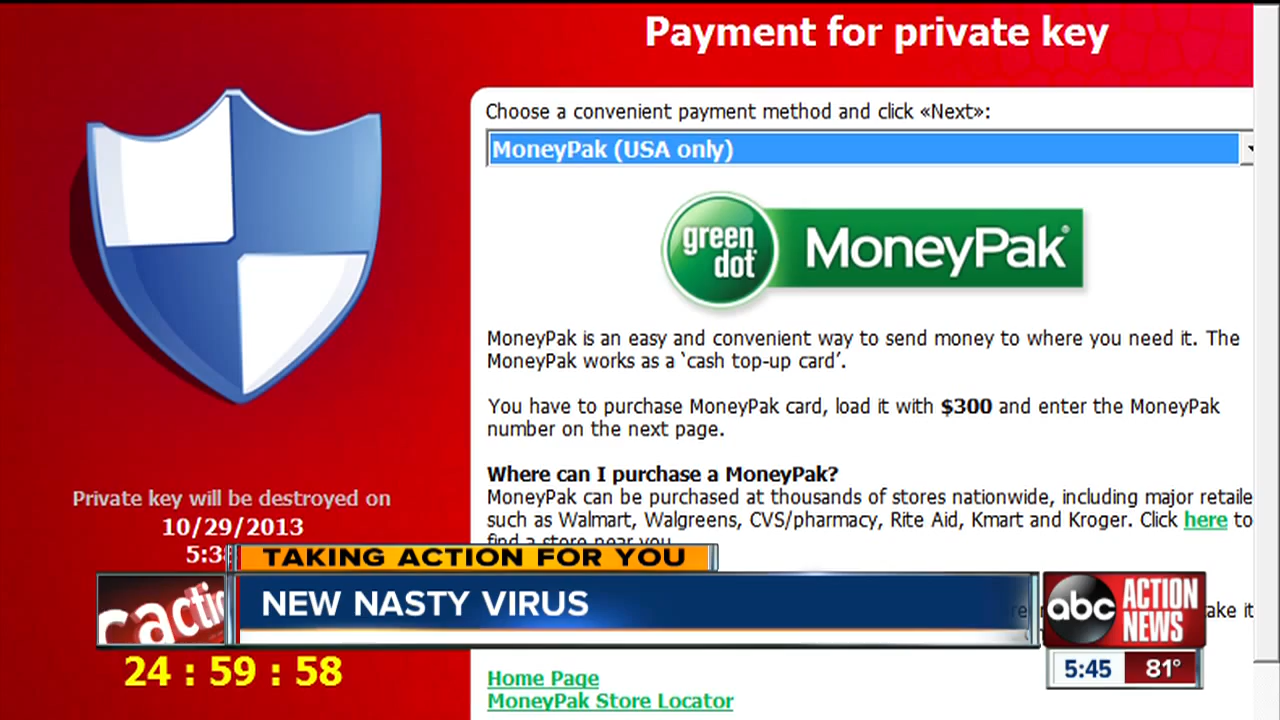 Payment for private key
Choose a convenient payment method and click «Next»:
MoneyPak (USA only)
green
dot
MoneyPak®
MoneyPak is an easy and convenient way to send money to where you need it. The
MoneyPak works as a ‘cash top-up card’.
You have to purchase MoneyPak card, load it with $300 and enter the MoneyPak
number on the next page.
Where can I purchase a MoneyPak?
MoneyPak can be purchased at thousands of stores nationwide, including major retaile
such as Walmart, Walgreens, CVS/pharmacy, Rite Aid, Kmart and Kroger. Click here to
find a store near you
Private key will be destroyed on
10/29/2013
5:3
TAKING ACTION FOR YOU
NEW NASTY VIRUS
abc
ACTION
NEWS
24 : 59 : 58
5:45
81°
Home Page
MoneyPak Store Locator